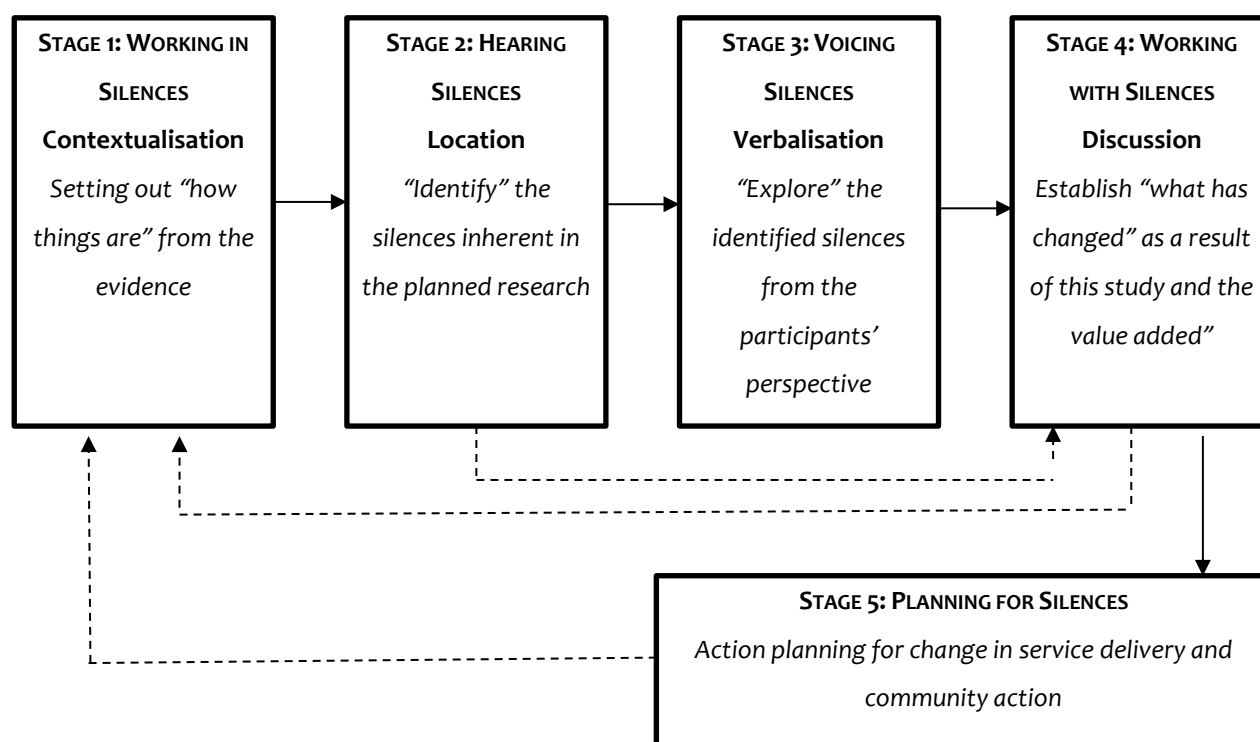 STAGE 1: WORKING IN
SILENCES
Contextualisation
Setting out “how
things are” from the
evidence
STAGE 2: HEARING
SILENCES
Location
“Identify” the
silences inherent in
the planned research
STAGE 3: VOICING
SILENCES
Verbalisation
“Explore” the
identified silences
from the
participants’
perspective
STAGE 4: WORKING
WITH SILENCES
Discussion
Establish “what has
changed” as a result
of this study and the
value added”
STAGE 5: PLANNING FOR SILENCES
Action planning for change in service delivery and
community action